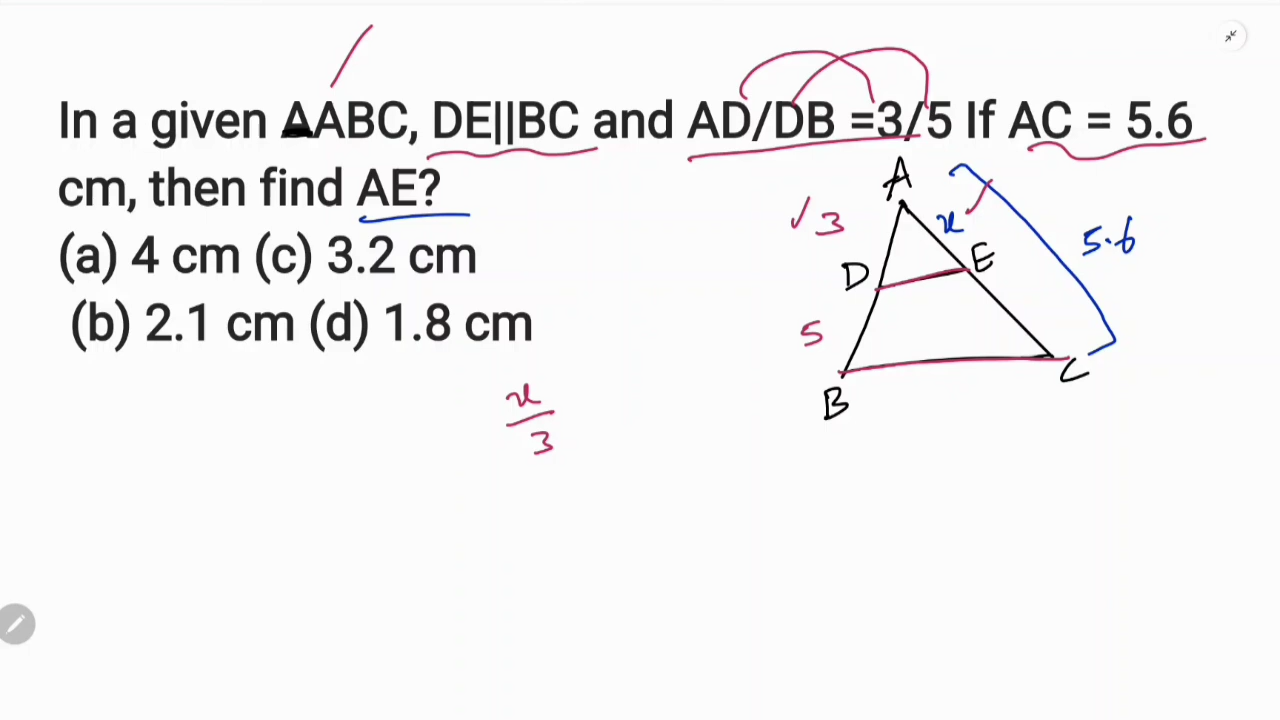 In a given ΔABC, DE||BC and AD/DB =3/5 If AC = 5.6
cm, then find AE?
(a) 4 cm (c) 3.2 cm
(b) 2.1 cm (d) 1.8 cm
A
✓3
x
5.6
D
E
5
B
C
x
3